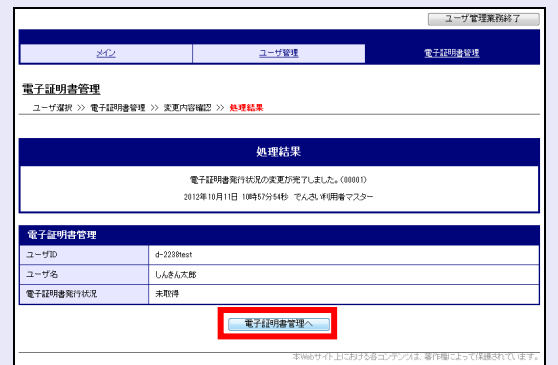 ユーザ管理業務終了
メイン ユーザ管理 電子証明書管理
電子証明書管理
ユーザ選択 >> 電子証明書管理 >> 変更内容確認 >> 処理結果
処理結果
電子証明書発行状況の変更が完了しました。(00001)
2012年10月11日 10時57分54秒 でんさい利用者マスター
電子証明書管理
ユーザID d-2238test
ユーザ名 しんきん太郎
電子証明書発行状況 未取得
電子証明書管理へ
本Webサイト上における各コンテンツは、著作権によって保護されています。